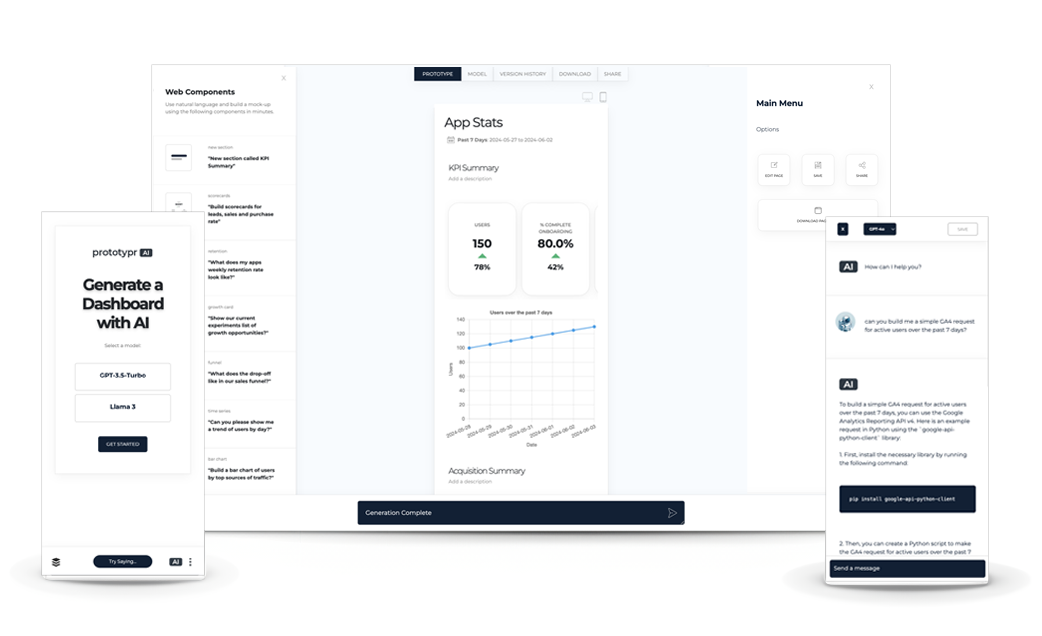 PROTOTYPE
MODEL
VERSION HISTORY
DOWNLOAD
SHARE
X
Web Components
Use natural language and build a mock-up
using the following components in minutes.
new section
"New section called KPI
Summary"
scorecards
"Build scorecards for
leads, sales and purchase
rate"
retention
"What does my apps
weekly retention rate
look like?"
growth card
"Show our current
experiments list of
growth opportunities?"
funnel
"What does the drop-off
like in our sales funnel?"
time series
"Can you please show me
a trend of users by day?"
bar chart
"Build a bar chart of users
by top sources of traffic?"
prototypr AI
Generate a
Dashboard
with AI
Select a model:
GPT-3.5-Turbo
Llama 3
GET STARTED
Try Saying...
AI
App Stats
Past 7 Days: 2024-05-27 to 2024-06-02
KPI Summary
Add a description
USERS
150
78%
% COMPLETE
ONBOARDING
80.0%
42%
Users over the past 7 days
140
120
100
80
60
40
20
0
Users
2024-05-28
2024-05-29
2024-05-30
2024-05-31
2024-06-01
2024-06-02
2024-06-03
Date
Acquisition Summary
Add a description
Generation Complete
X
Main Menu
Options
EDIT PAGE
SAVE
SHARE
X
GPT-4o
SAVE
AI
How can I help you?
can you build me a simple GA4 request
for active users over the past 7 days?
AI
To build a simple GA4 request for active users
over the past 7 days, you can use the Google
Analytics Reporting API v4. Here is an example
request in Python using the `google-api-
python-client` library:
1. First, install the necessary library by running
the following command:
pip install google-api-python-client
2. Then, you can create a Python script to make
the GA4 request for active users over the past 7
Send a message